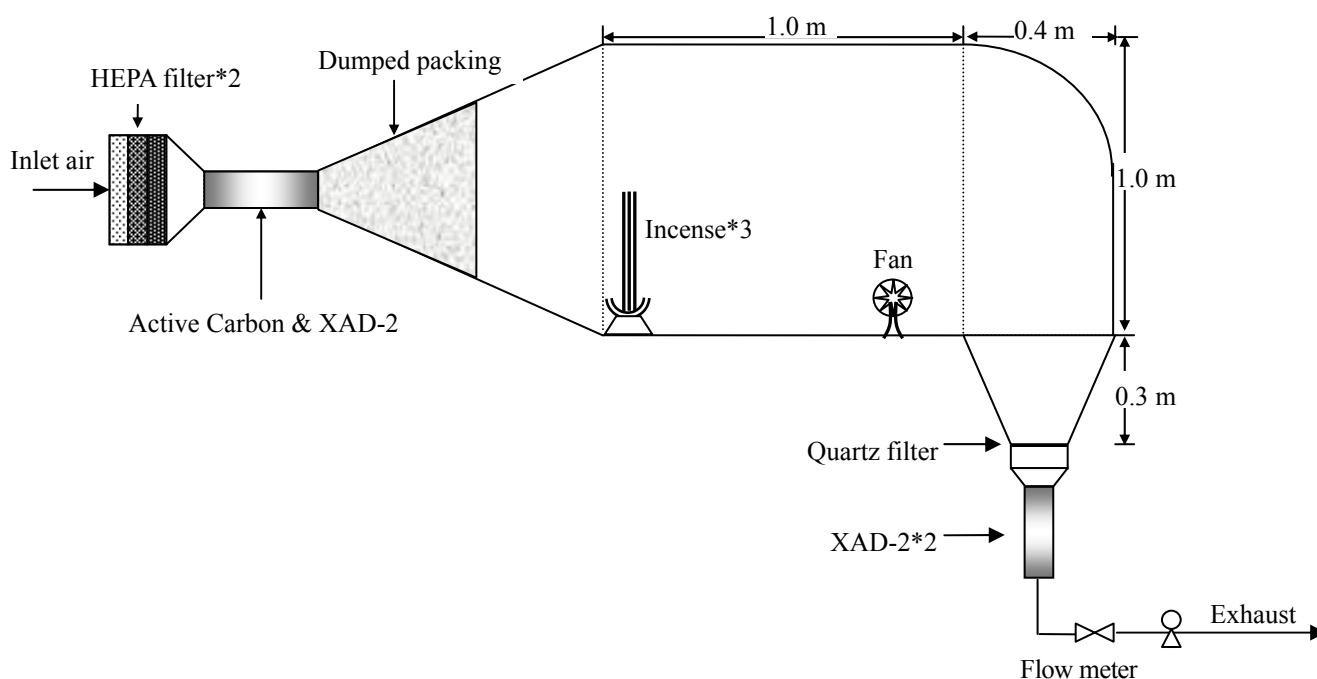 1.0 m
0.4 m
Dumped packing
HEPA filter*2
Inlet air
1.0 m
Incense*3
Fan
Active Carbon & XAD-2
0.3 m
Quartz filter
XAD-2*2
Exhaust
Flow meter